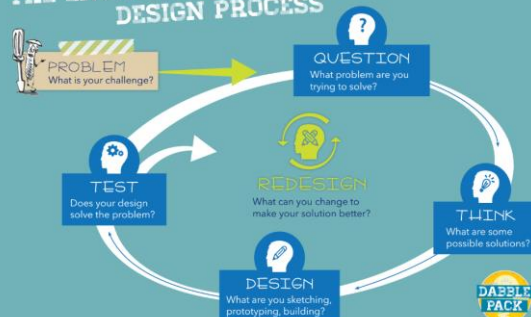 DESIGN PROCESS
PROBLEM
What is your challenge?
QUESTION
What problem are you
trying to solve?
TEST
Does your design
solve the problem?
REDESIGN
What can you change to
make your solution better?
THINK
What are some
possible solutions?
DESIGN
What are you sketching,
prototyping, building?
DABBLE
PACK